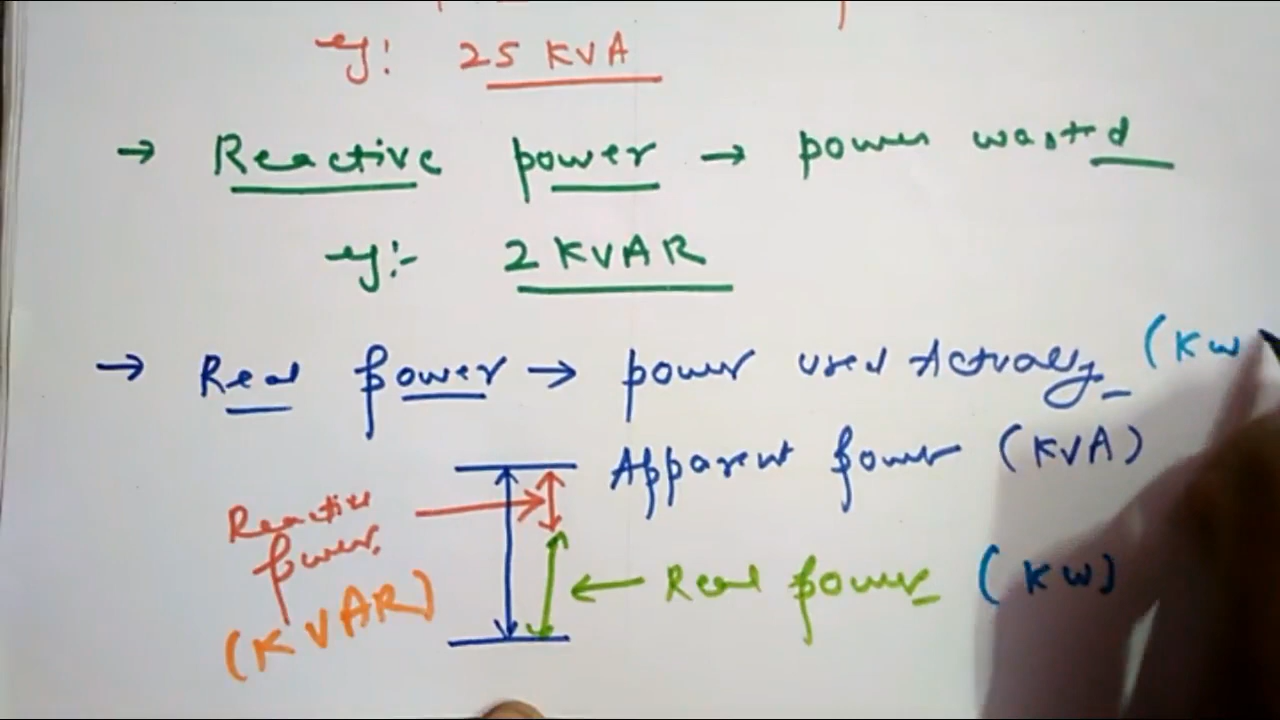 eg: 25 KVA
→ Reactive power → power wasted
eg:- 2 KVAR
→ Real power → power used Actually (KW
Apparent power (KVA)
Reactive
power
(KVAR)
← Real power (KW)